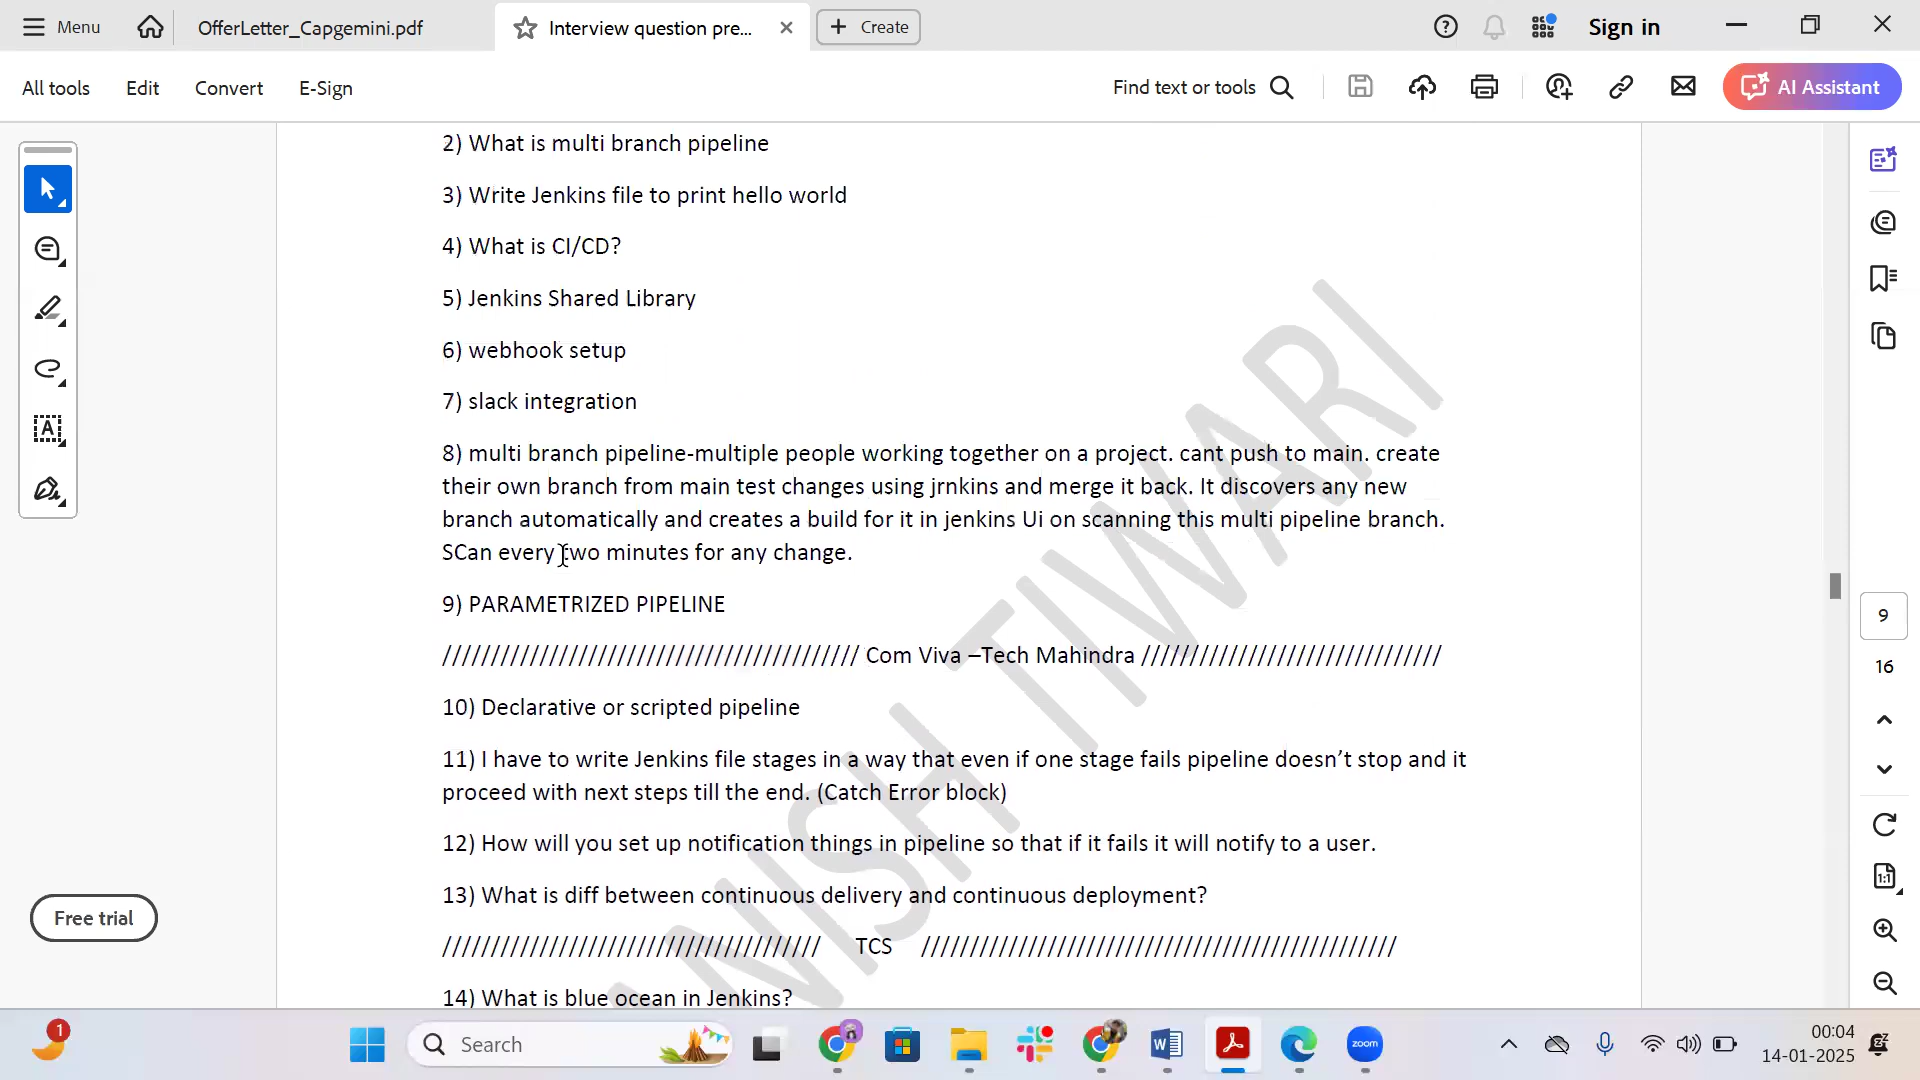 Menu
OfferLetter_Capgemini.pdf
Interview question pre...
Create
Sign in
All tools
Edit
Convert
E-Sign
Find text or tools
AI Assistant
2) What is multi branch pipeline
3) Write Jenkins file to print hello world
4) What is CI/CD?
5) Jenkins Shared Library
6) webhook setup
7) slack integration
8) multi branch pipeline-multiple people working together on a project. cant push to main. create
their own branch from main test changes using jrnkins and merge it back. It discovers any new
branch automatically and creates a build for it in jenkins Ui on scanning this multi pipeline branch.
SCan every two minutes for any change.
9) PARAMETRIZED PIPELINE
///////////////////////////////////////// Com Viva –Tech Mahindra //////////////////////////////
10) Declarative or scripted pipeline
11) I have to write Jenkins file stages in a way that even if one stage fails pipeline doesn’t stop and it
proceed with next steps till the end. (Catch Error block)
12) How will you set up notification things in pipeline so that if it fails it will notify to a user.
13) What is diff between continuous delivery and continuous deployment?
///////////////////////////////////// TCS ///////////////////////////////////////////////
14) What is blue ocean in Jenkins?
NISH TIWARI
9
16
1:1
Free trial
1
Search
zoom
00:04
14-01-2025